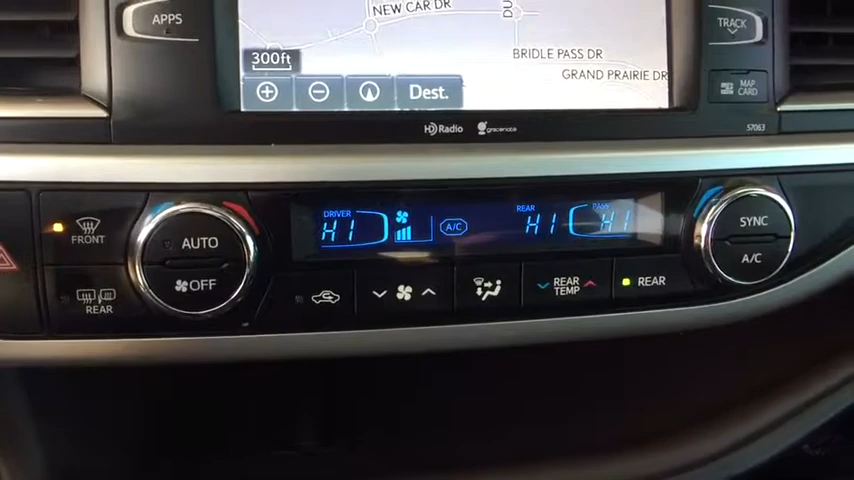 APPS
NEW CAR DR
DU
TRACK
300ft
BRIDLE PASS DR
GRAND PRAIRIE DR
Dest.
MAP
CARD
HD Radio
gracenote
57063
DRIVER
HI
A/C
REAR
HI
PASS
HI
FRONT
AUTO
OFF
SYNC
A/C
REAR
REAR
TEMP
REAR